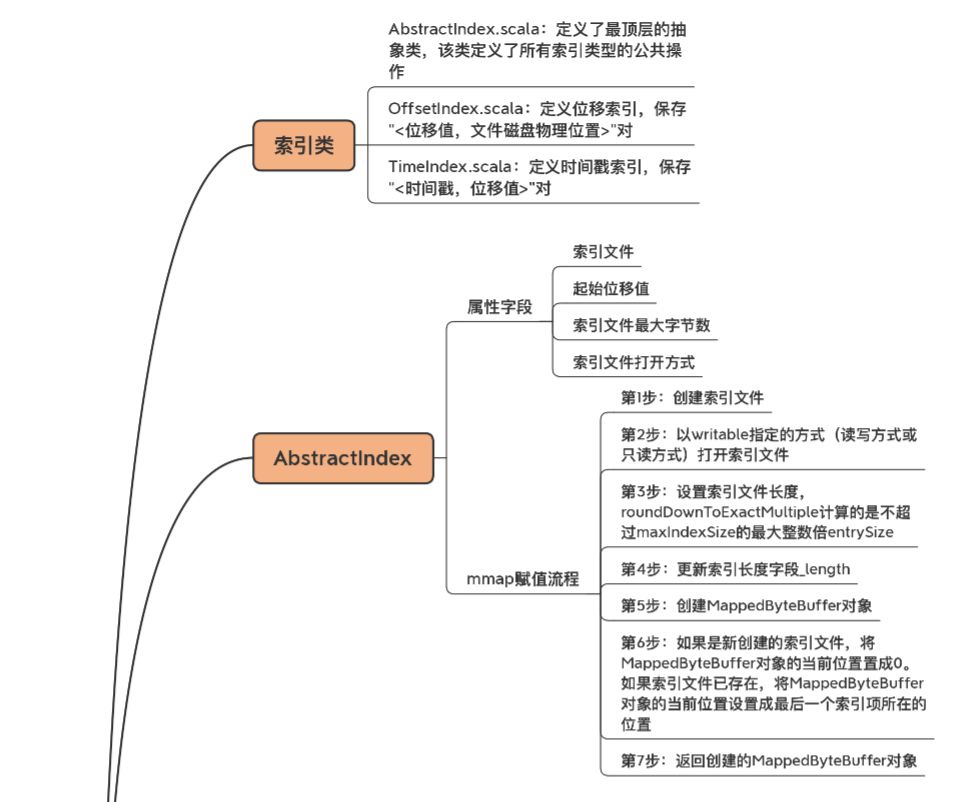 AbstractIndex.scala：定义了最顶层的抽
象类，该类定义了所有索引类型的公共操
作
OffsetIndex.scala：定义位移索引，保存
"<位移值，文件磁盘物理位置>"对
索引类
TimeIndex.scala：定义时间戳索引，保存
"<时间戳，位移值>"对
索引文件
属性字段
起始位移值
索引文件最大字节数
索引文件打开方式
AbstractIndex
第1步：创建索引文件
第2步：以writable指定的方式（读写方式或
只读方式）打开索引文件
第3步：设置索引文件长度，
roundDownToExactMultiple计算的是不超
过maxIndexSize的最大整数倍entrySize
mmap赋值流程
第4步：更新索引长度字段_length
第5步：创建MappedByteBuffer对象
第6步：如果是新创建的索引文件，将
MappedByteBuffer对象的当前位置置成0。
如果索引文件已存在，将MappedByteBuffer
对象的当前位置设置成最后一个索引项所在的
位置
第7步：返回创建的MappedByteBuffer对象